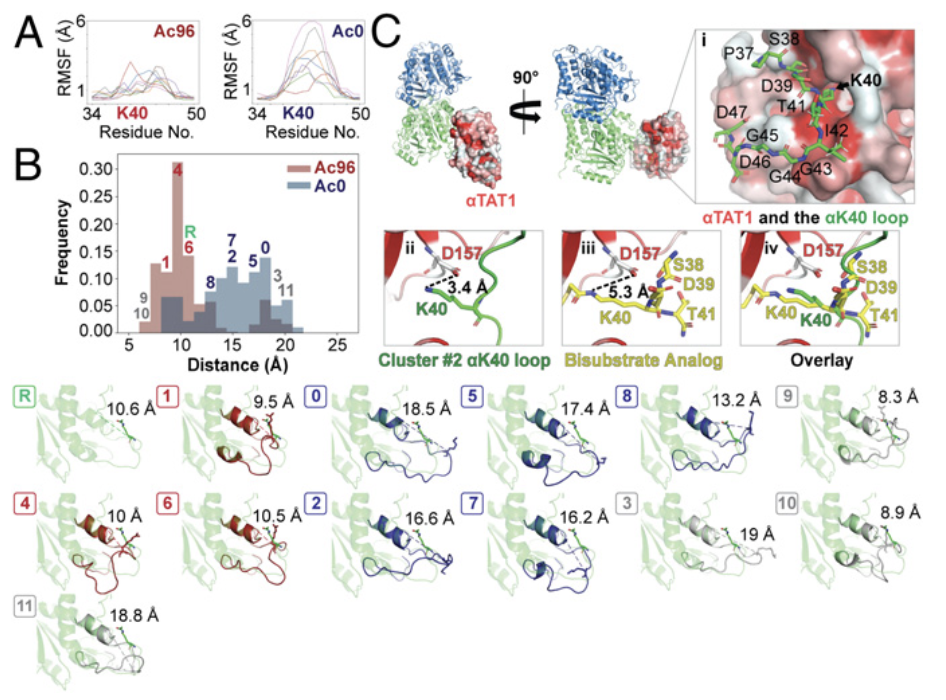 A
RMSF (Å)
6
1
Ac96
34
K40
50
Residue No.
RMSF (Å)
6
1
Ac0
34
K40
50
Residue No.
B
Frequency
0.30
0.25
0.20
0.15
0.10
0.05
0.00
Ac96
Ac0
4
R
6
1
9
10
8
7
2
5
0
3
11
10
15
20
25
Distance (Å)
C
90°
αTAT1
i
P37
S38
D39
K40
T41
I42
D47
G45
D46
G44
G43
αTAT1 and the αK40 loop
ii
D157
3.4 Å
K40
Cluster #2 αK40 loop
iii
D157
S38
D39
5.3 Å
K40
T41
Bisubstrate Analog
iv
D157
S38
D39
K40
K40
T41
Overlay
R
10.6 Å
1
9.5 Å
0
18.5 Å
5
17.4 Å
8
13.2 Å
9
8.3 Å
4
10 Å
6
10.5 Å
2
16.6 Å
7
16.2 Å
3
19 Å
10
8.9 Å
11
18.8 Å